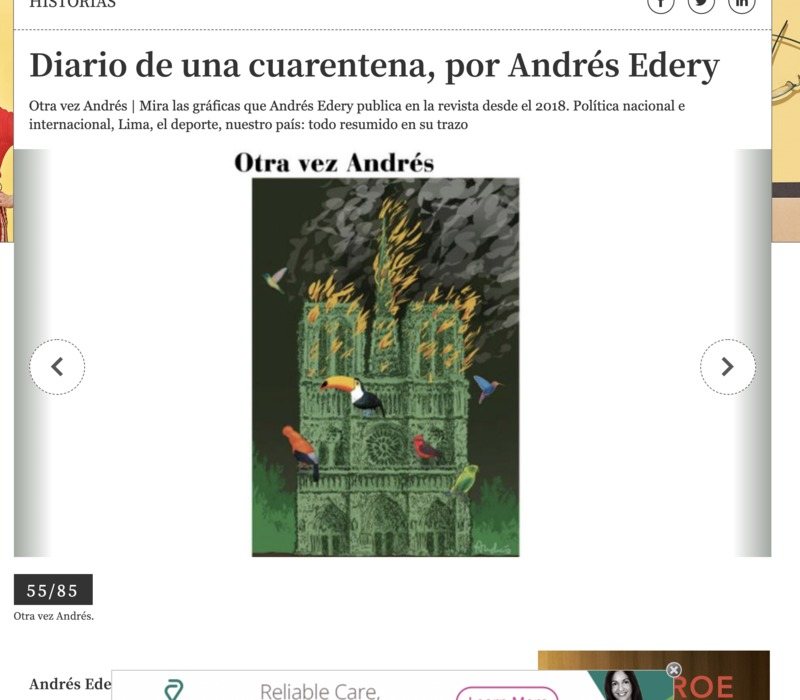 HISTORIAS
Diario de una cuarentena, por Andrés Edery
Otra vez Andrés | Mira las gráficas que Andrés Edery publica en la revista desde el 2018. Política nacional e
internacional, Lima, el deporte, nuestro país: todo resumido en su trazo
Otra vez Andrés
55/85
Otra vez Andrés.
Andrés Ede
Reliable Care,
Learn More
ROE